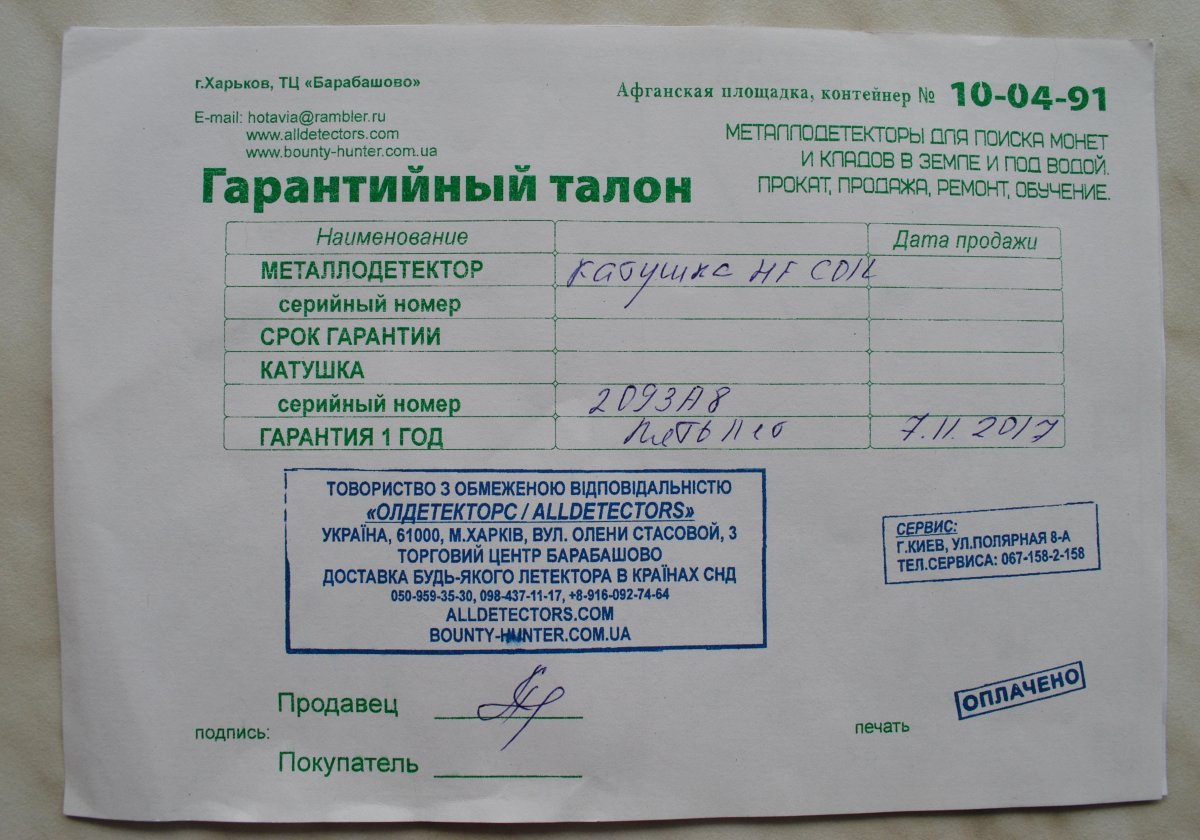 г.Харьков, ТЦ «Барабашово»
Афганская площадка, контейнер № 10-04-91
E-mail: hotavia@rambler.ru
www.alldetectors.com
www.bounty-hunter.com.ua
МЕТАЛЛОДЕТЕКТОРЫ ДЛЯ ПОИСКА МОНЕТ
И КЛАДОВ В ЗЕМЛЕ И ПОД ВОДОЙ.
ПРОКАТ, ПРОДАЖА, РЕМОНТ, ОБУЧЕНИЕ.
Гарантийный талон
Наименование Дата продажи
МЕТАЛЛОДЕТЕКТОР катушка HF COIL
серийный номер
СРОК ГАРАНТИИ
КАТУШКА
серийный номер 2093A8
ГАРАНТИЯ 1 ГОД пять лет 7.11.2017
ТОВОРИСТВО З ОБМЕЖЕНОЮ ВІДПОВІДАЛЬНІСТЮ
«ОЛДЕТЕКТОРС / ALLDETECTORS»
УКРАЇНА, 61000, М.ХАРКІВ, ВУЛ. ОЛЕНИ СТАСОВОЙ, 3
ТОРГОВИЙ ЦЕНТР БАРАБАШОВО
ДОСТАВКА БУДЬ-ЯКОГО ЛЕТЕКТОРА В КРАЇНАХ СНД
050-959-35-30, 098-437-11-17, +8-916-092-74-64
ALLDETECTORS.COM
BOUNTY-HUNTER.COM.UA
СЕРВИС:
Г.КИЕВ, УЛ.ПОЛЯРНАЯ 8-А
ТЕЛ.СЕРВИСА: 067-158-2-158
Продавец
подпись:
Покупатель
печать
ОПЛАЧЕНО